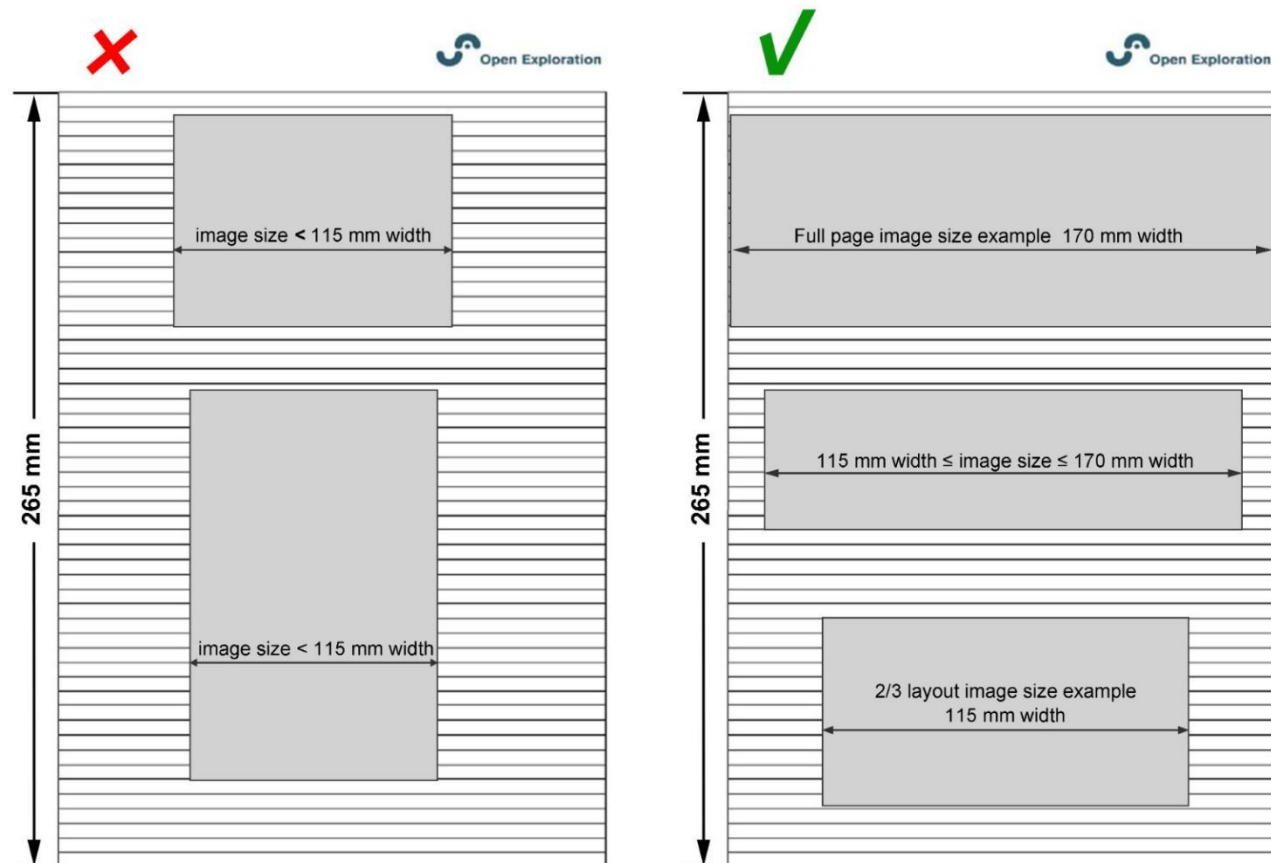 Open Exploration
265 mm
image size < 115 mm width
image size < 115 mm width
Open Exploration
265 mm
Full page image size example 170 mm width
115 mm width ≤ image size ≤ 170 mm width
2/3 layout image size example
115 mm width